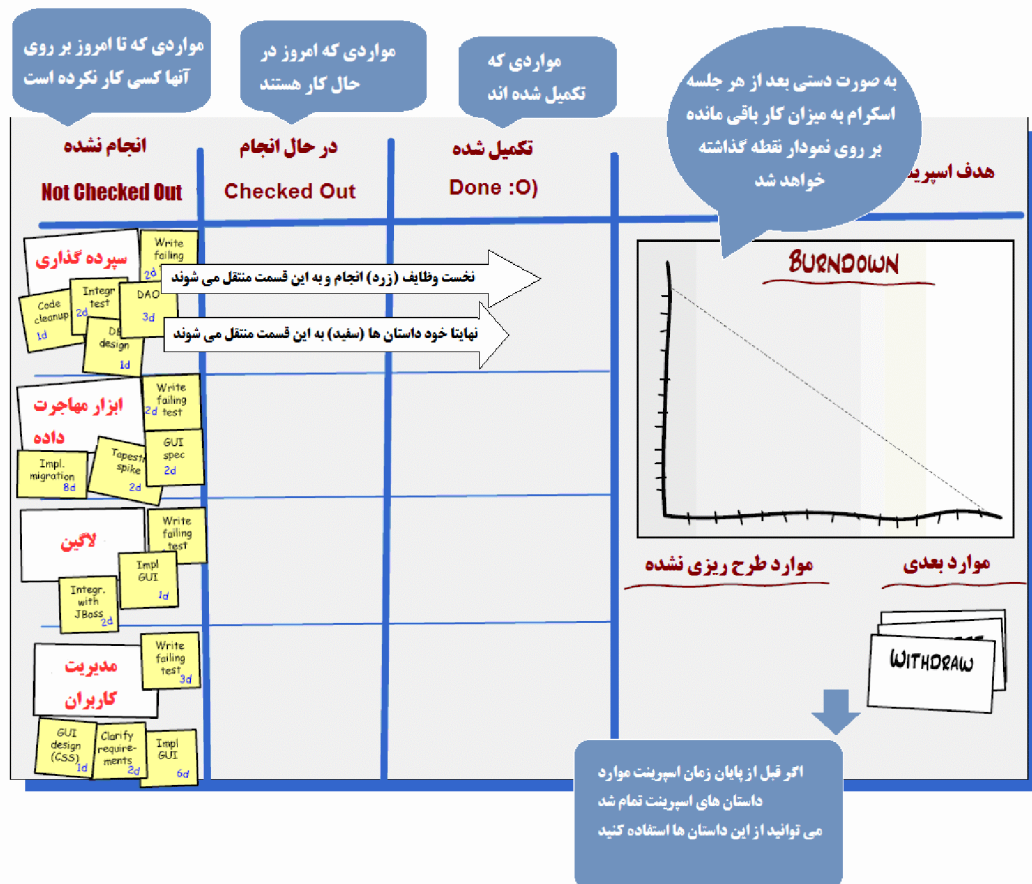 مواردی که تا امروز بر روی
آنها کسی کار نکرده است
مواردی که امروز در
حال کار هستند
مواردی که
تکمیل شده اند
به صورت دستی بعد از هر جلسه
اسکرام به میزان کار باقی مانده
بر روی نمودار نقطه گذاشته
خواهد شد
انجام نشده
Not Checked Out
در حال انجام
Checked Out
تکمیل شده
Done :O)
هدف
سپرده گذاری
Write
failing
2d
Code
cleanup
1d
Integr
test
2d
DAO
3d
design
1d
نخست وظایف (زرد) انجام و به این قسمت منتقل می شوند
نهایتا خود داستان ها (سفید) به این قسمت منتقل می شوند
ابزار مهاجرت
داده
Write
failing
2d test
Impl.
migration
8d
spike
2d
GUI
spec
2d
لاگین
Write
failing
test
Impl
GUI
1d
Integr.
with
JBoss
2d
مدیریت
کاربران
Write
failing
test
3d
GUI
design
(CSS)
1d
Clarify
require-
ments
2d
Impl
GUI
6d
BURNDOWN
موارد طرح ریزی نشده
موارد بعدی
WITHDRAW
اگر قبل از پایان زمان اسپرینت موارد
داستان های اسپرینت تمام شد
می توانید از این داستان ها استفاده کنید